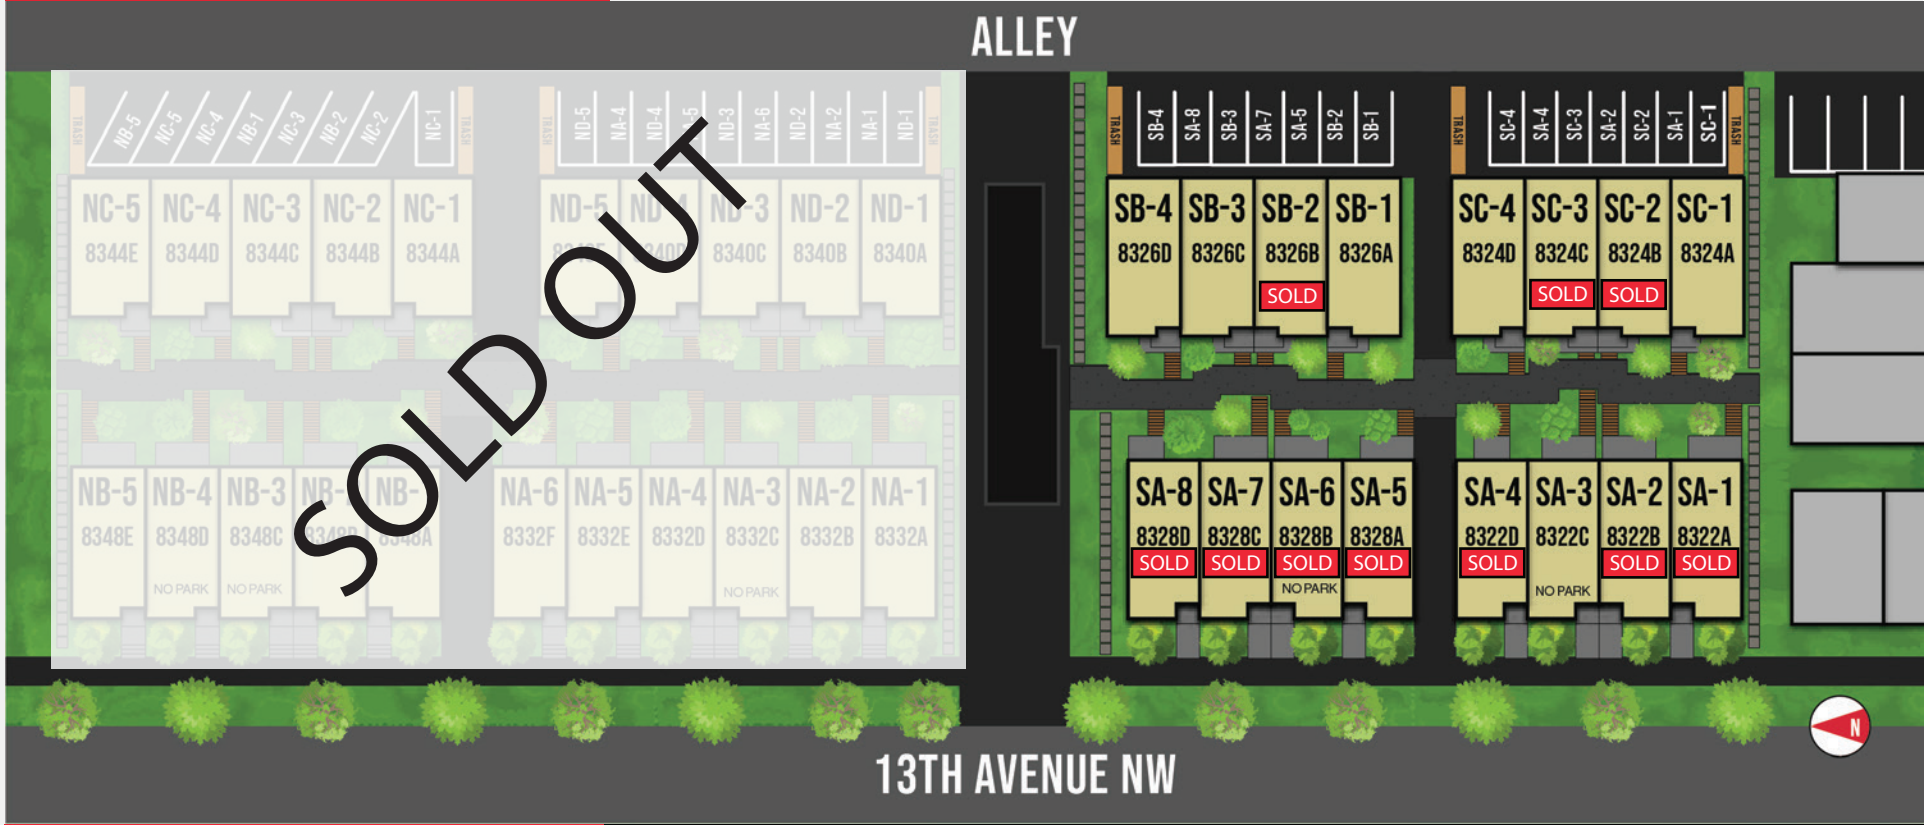 ALLEY
TRASH NB-5 NC-5 NC-4 NB-1 NC-3 NB-2 NC-2 NC-1 TRASH
TRASH ND-5 NA-4 ND-4 ND-3 NA-6 ND-2 NA-2 NA-1 ND-1 TRASH
TRASH SB-4 SA-8 SB-3 SA-7 SA-5 SB-2 SB-1
TRASH SC-4 SA-4 SC-3 SA-2 SC-2 SA-1 SC-1 TRASH
NC-5 NC-4 NC-3 NC-2 NC-1
8344E 8344D 8344C 8344B 8344A
ND-5 ND-3 ND-2 ND-1
8340C 8340B 8340A
SOLD OUT
SB-4 SB-3 SB-2 SB-1
8326D 8326C 8326B 8326A
SOLD
SC-4 SC-3 SC-2 SC-1
8324D 8324C 8324B 8324A
SOLD SOLD
NB-5 NB-4 NB-3
8348E 8348D 8348C 8348A
NO PARK NO PARK
NA-6 NA-5 NA-4 NA-3 NA-2 NA-1
8332F 8332E 8332D 8332C 8332B 8332A
NO PARK
SA-8 SA-7 SA-6 SA-5
8328D 8328C 8328B 8328A
SOLD SOLD SOLD SOLD
NO PARK
SA-4 SA-3 SA-2 SA-1
8322D 8322C 8322B 8322A
SOLD SOLD SOLD
NO PARK
N
13TH AVENUE NW